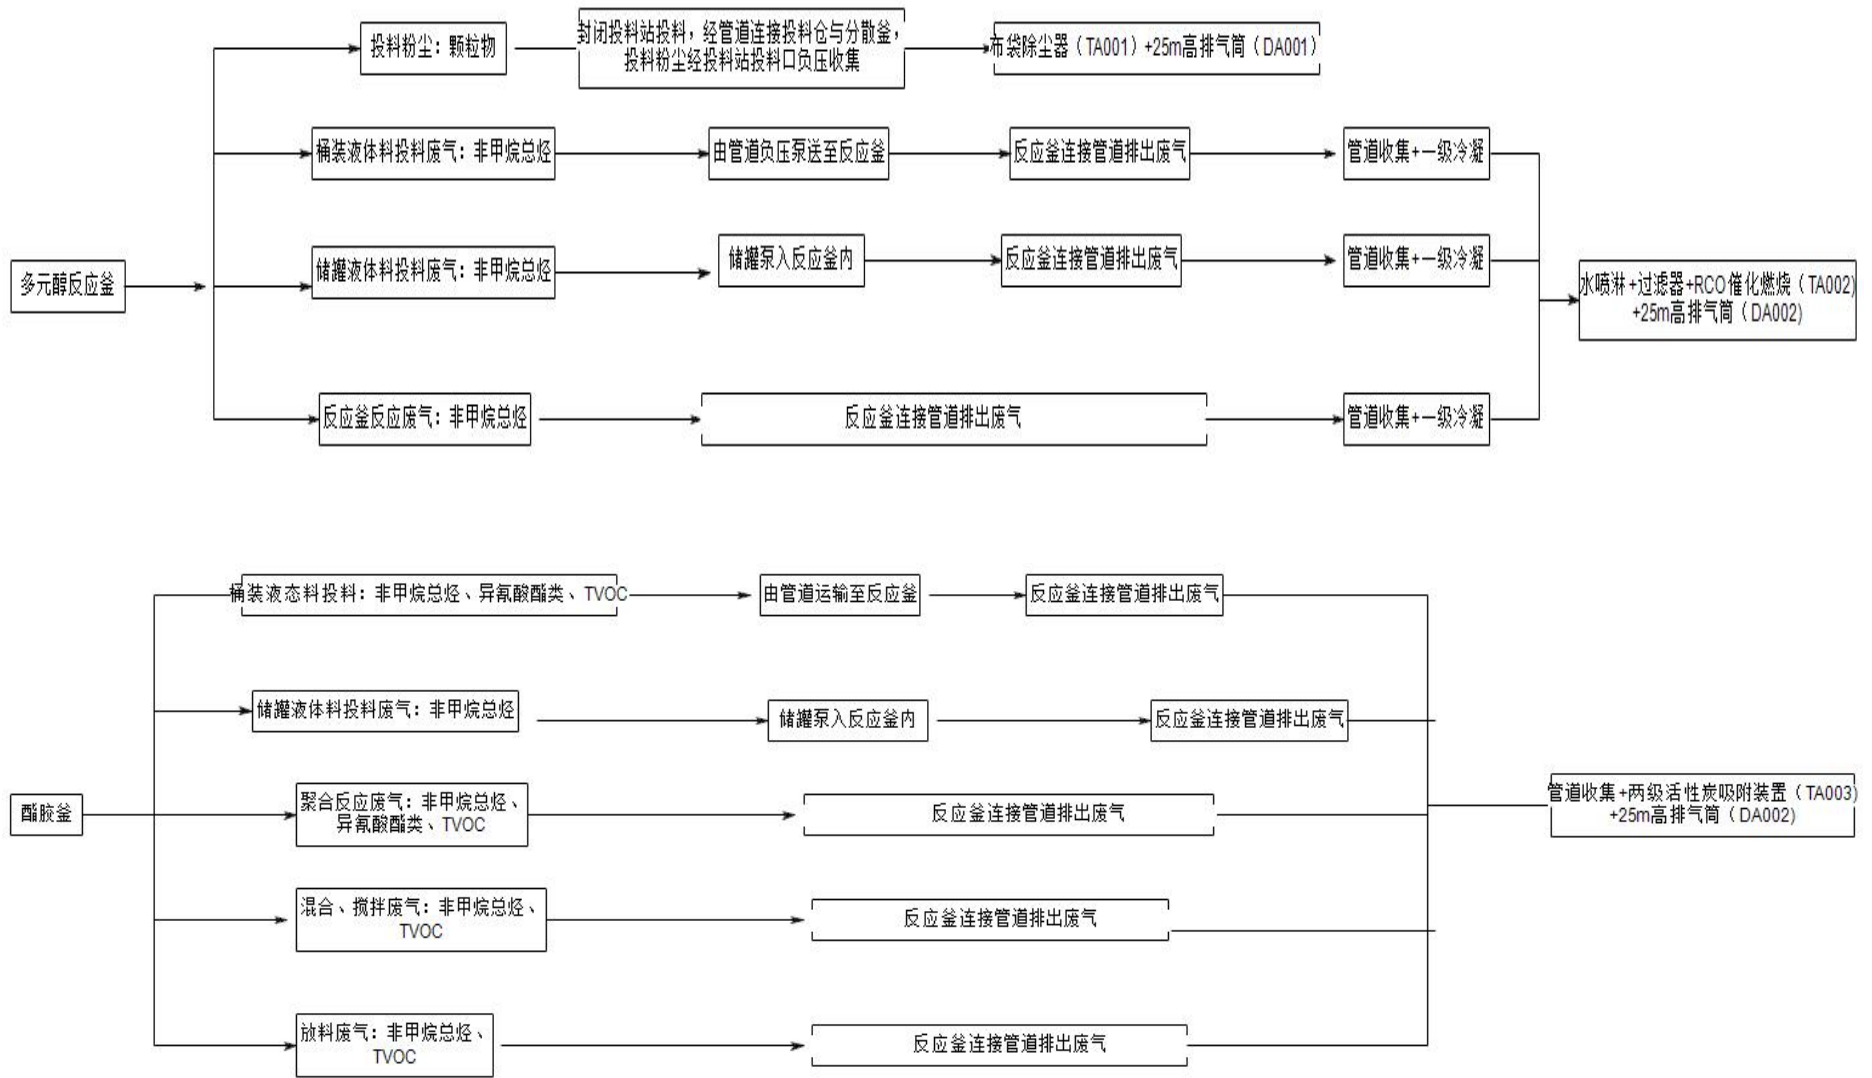 投料粉尘：颗粒物
封闭投料站投料，经管道连接投料仓与分散釜，
投料粉尘经投料站投料口负压收集
布袋除尘器（TA001）+25m高排气筒（DA001）
桶装液体料投料废气：非甲烷总烃
由管道负压泵送至反应釜
反应釜连接管道排出废气
管道收集+一级冷凝
多元醇反应釜
储罐液体料投料废气：非甲烷总烃
储罐泵入反应釜内
反应釜连接管道排出废气
管道收集+一级冷凝
水喷淋+过滤器+RCO催化燃烧（TA002）
+25m高排气筒（DA002）
反应釜反应废气：非甲烷总烃
反应釜连接管道排出废气
管道收集+一级冷凝
桶装液态料投料：非甲烷总烃、异氰酸酯类、TVOC
由管道运输至反应釜
反应釜连接管道排出废气
储罐液体料投料废气：非甲烷总烃
储罐泵入反应釜内
反应釜连接管道排出废气
酯胶釜
聚合反应废气：非甲烷总烃、
异氰酸酯类、TVOC
反应釜连接管道排出废气
管道收集+两级活性炭吸附装置（TA003）
+25m高排气筒（DA002）
混合、搅拌废气：非甲烷总烃、
TVOC
反应釜连接管道排出废气
放料废气：非甲烷总烃、
TVOC
反应釜连接管道排出废气